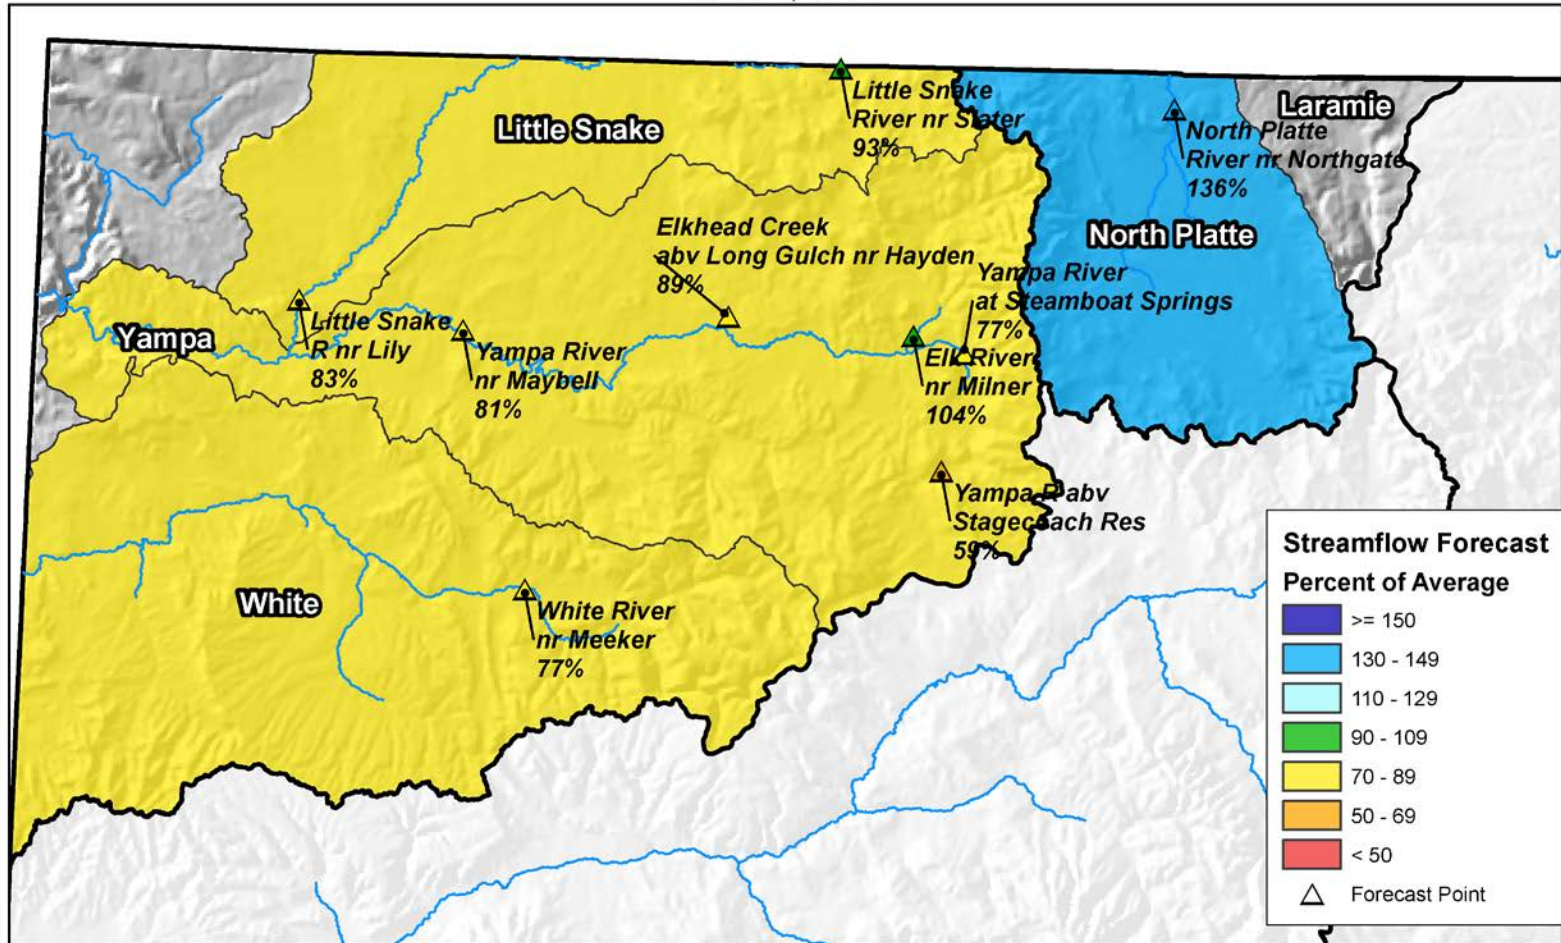 Little Snake
River nr Slater
93%
Little Snake
Laramie
North Platte
River nr Northgate
136%
North Platte
Elkhead Creek
abv Long Gulch nr Hayden
89%
Yampa River
at Steamboat Springs
77%
Yampa
Little Snake
R nr Lily
83%
Yampa River
nr Maybell
81%
Elk River
nr Milner
104%
Yampa R abv
Stagecoach Res
59%
White
White River
nr Meeker
77%
Streamflow Forecast
Percent of Average
>= 150
130 - 149
110 - 129
90 - 109
70 - 89
50 - 69
< 50
Forecast Point